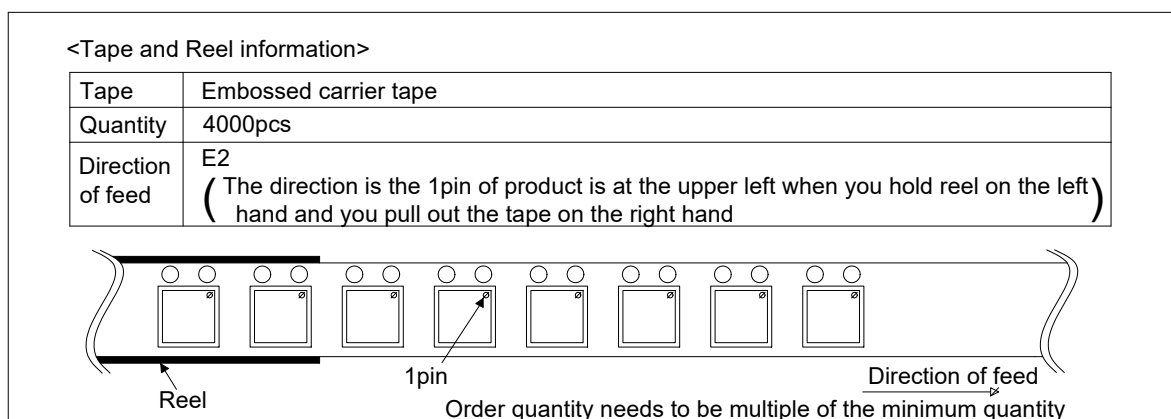 <Tape and Reel information>
Tape Embossed carrier tape
Quantity 4000pcs
Direction of feed E2
( The direction is the 1pin of product is at the upper left when you hold reel on the left
hand and you pull out the tape on the right hand )
1pin
Reel
Direction of feed
Order quantity needs to be multiple of the minimum quantity